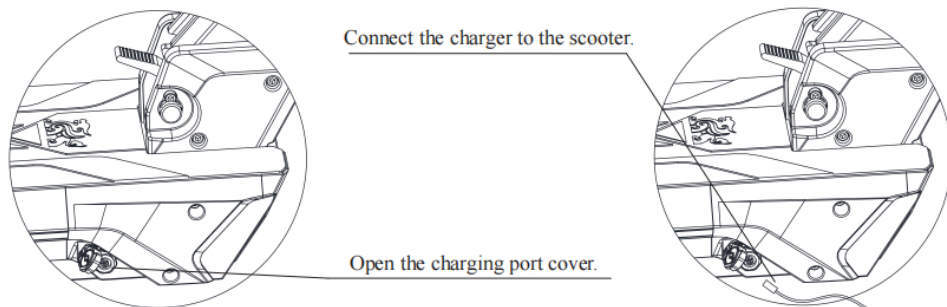 Connect the charger to the scooter.
Open the charging port cover.